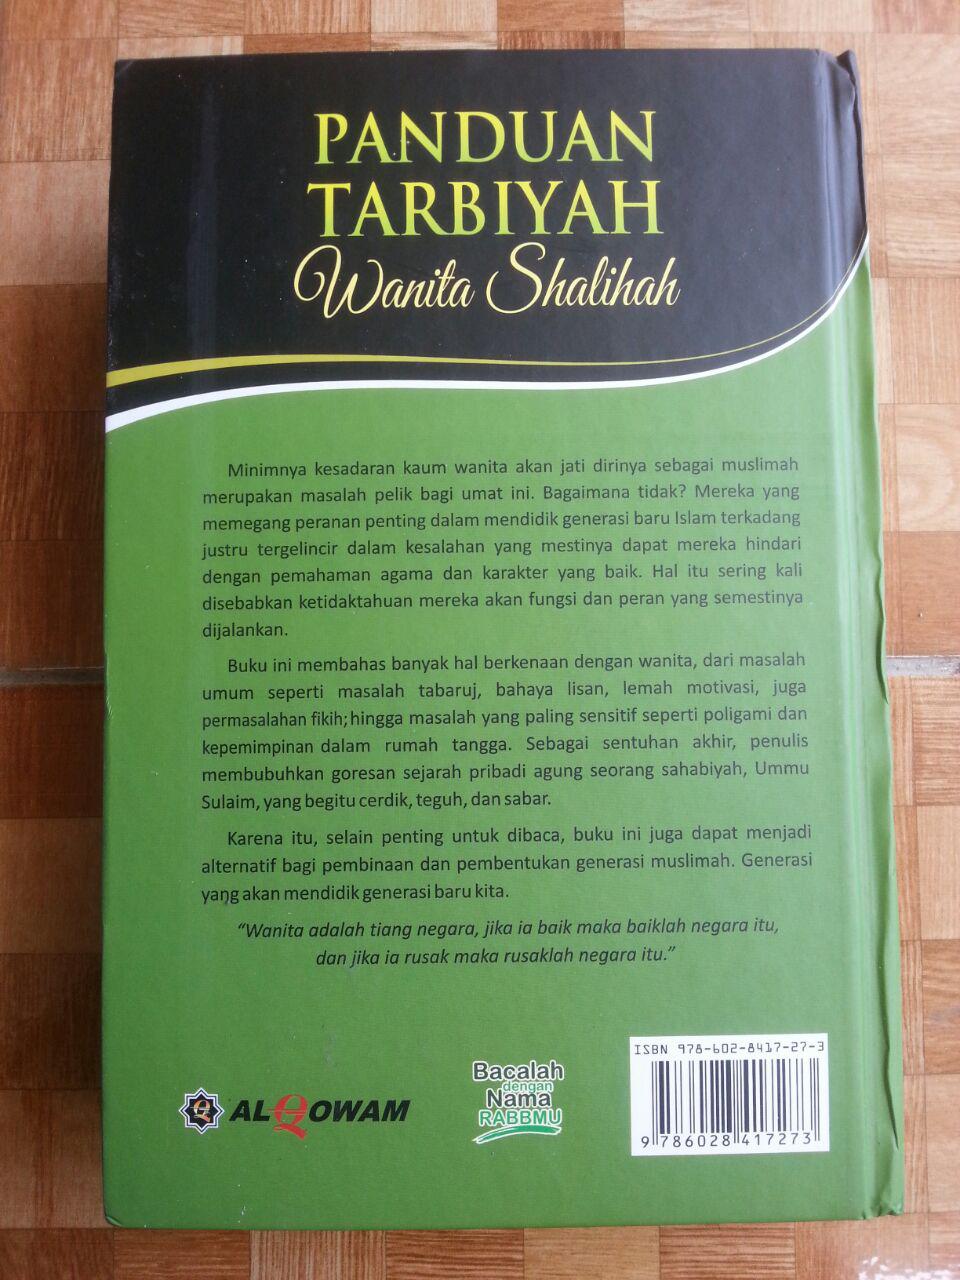 PANDUAN
TARBIYAH
Wanita Shalihah
Minimnya kesadaran kaum wanita akan jati dirinya sebagai muslimah
merupakan masalah pelik bagi umat ini. Bagaimana tidak? Mereka yang
memegang peranan penting dalam mendidik generasi baru Islam terkadang
justru tergelincir dalam kesalahan yang mestinya dapat mereka hindari
dengan pemahaman agama dan karakter yang baik. Hal itu sering kali
disebabkan ketidaktahuan mereka akan fungsi dan peran yang semestinya
dijalankan.
Buku ini membahas banyak hal berkenaan dengan wanita, dari masalah
umum seperti masalah tabaruj, bahaya lisan, lemah motivasi, juga
permasalahan fikih; hingga masalah yang paling sensitif seperti poligami dan
kepemimpinan dalam rumah tangga. Sebagai sentuhan akhir, penulis
membubuhkan goresan sejarah pribadi agung seorang sahabiyah, Ummu
Sulaim, yang begitu cerdik, teguh, dan sabar.
Karena itu, selain penting untuk dibaca, buku ini juga dapat menjadi
alternatif bagi pembinaan dan pembentukan generasi muslimah. Generasi
yang akan mendidik generasi baru kita.
“Wanita adalah tiang negara, jika ia baik maka baiklah negara itu,
dan jika ia rusak maka rusaklah negara itu.”
AL-QOWAM
Bacalah
dengan
Nama
RABBMU
ISBN 978-602-8417-27-3
9 786028 417273